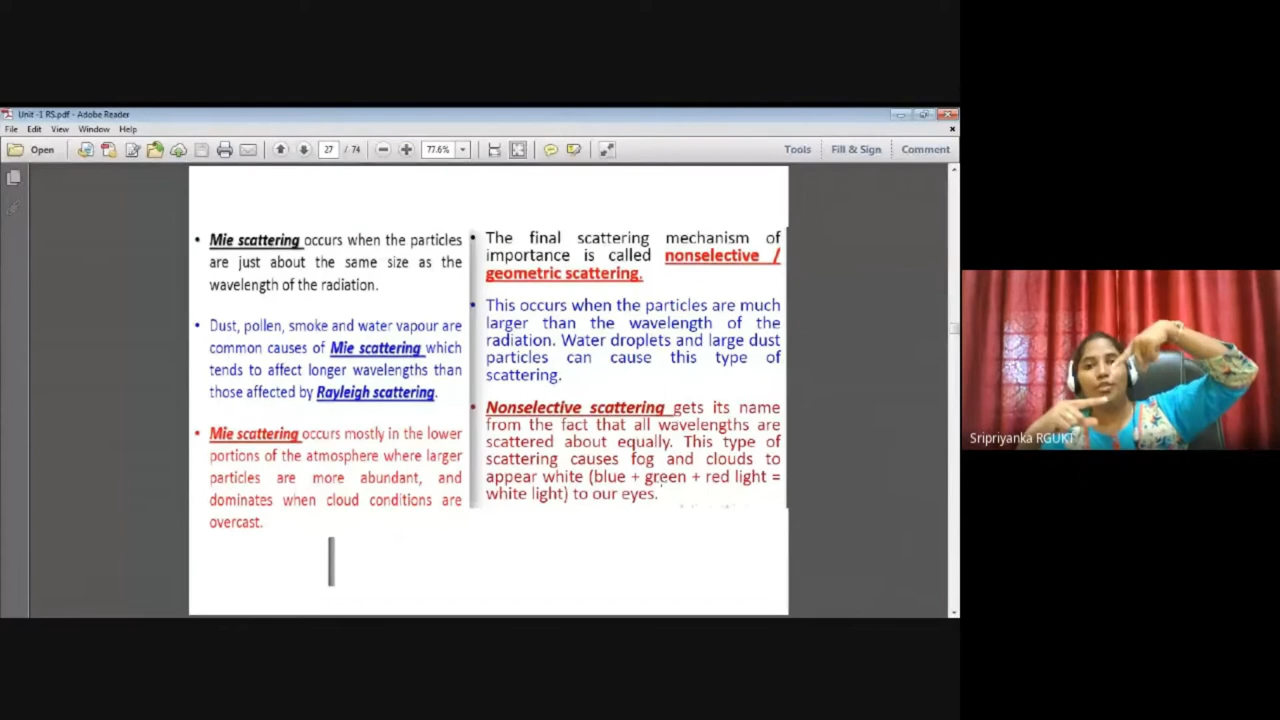 Unit -1 RS.pdf - Adobe Reader
File Edit View Window Help
Open 27 / 74 77.6% Tools Fill & Sign Comment
• Mie scattering occurs when the particles
are just about the same size as the
wavelength of the radiation.
• Dust, pollen, smoke and water vapour are
common causes of Mie scattering which
tends to affect longer wavelengths than
those affected by Rayleigh scattering.
• Mie scattering occurs mostly in the lower
portions of the atmosphere where larger
particles are more abundant, and
dominates when cloud conditions are
overcast.
• The final scattering mechanism of
importance is called nonselective /
geometric scattering.
• This occurs when the particles are much
larger than the wavelength of the
radiation. Water droplets and large dust
particles can cause this type of
scattering.
• Nonselective scattering gets its name
from the fact that all wavelengths are
scattered about equally. This type of
scattering causes fog and clouds to
appear white (blue + green + red light =
white light) to our eyes.
Sripriyanka RGUKT